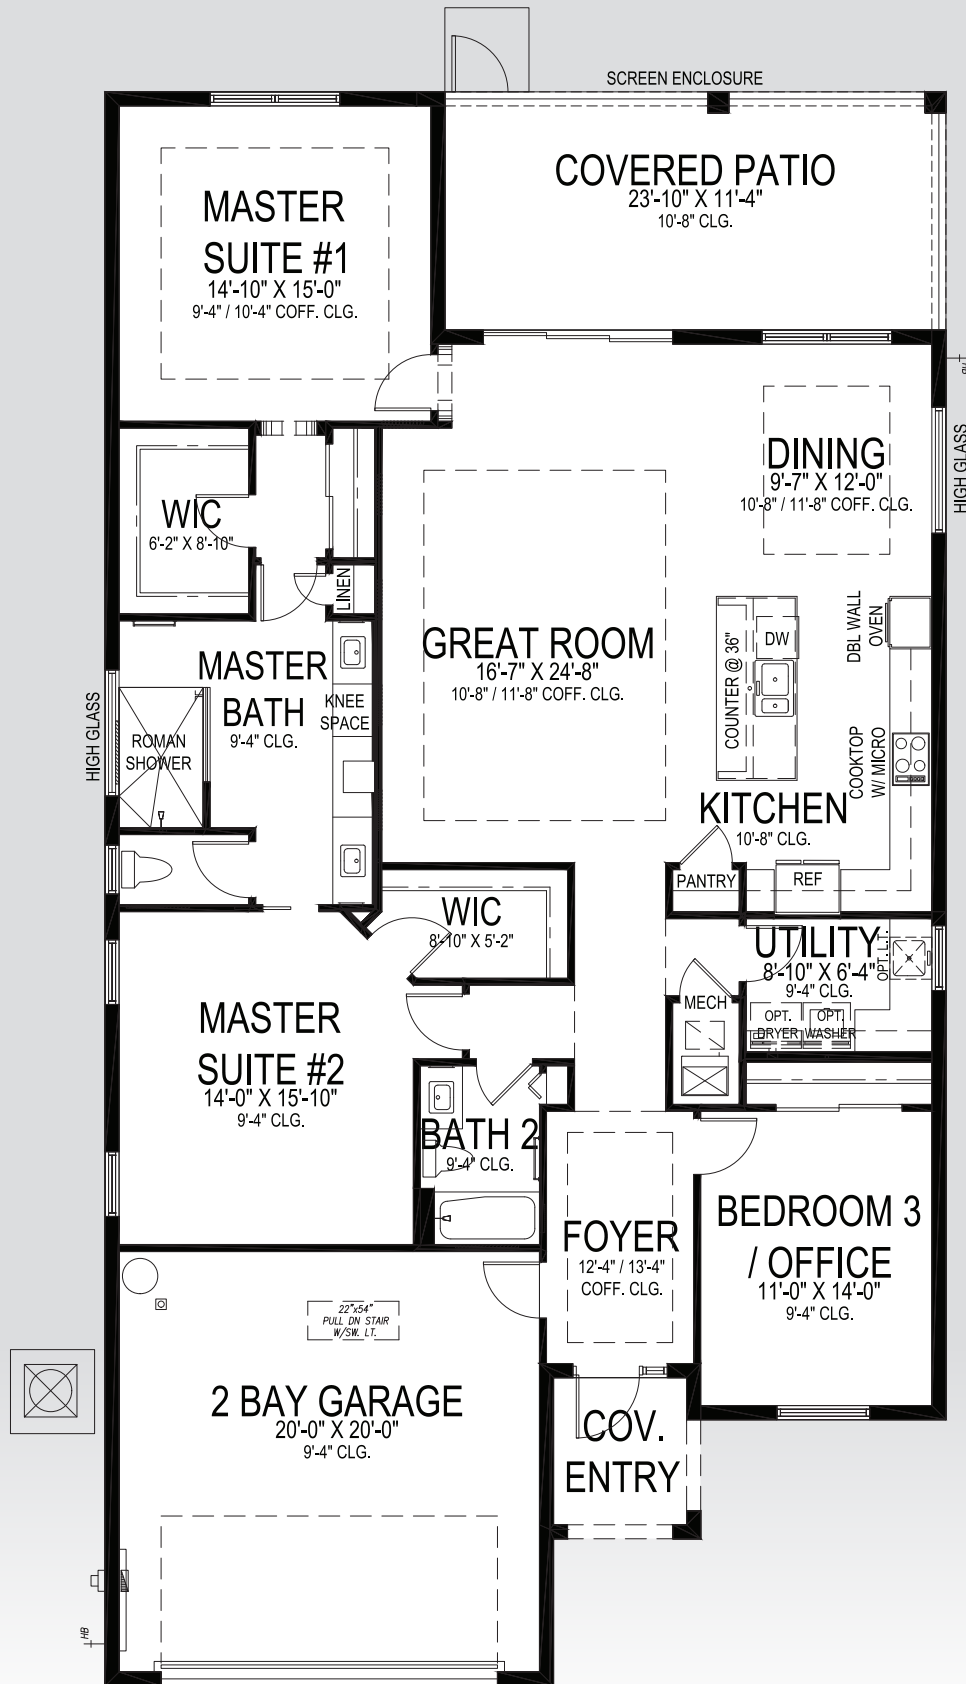 SCREEN ENCLOSURE
COVERED PATIO
23'-10" X 11'-4"
10'-8" CLG.
MASTER
SUITE #1
14'-10" X 15'-0"
9'-4" / 10'-4" COFF. CLG.
HIGH GLASS
DINING
9'-7" X 12'-0"
10'-8" / 11'-8" COFF. CLG.
WIC
6'-2" X 8'-10"
LINEN
GREAT ROOM
16'-7" X 24'-8"
10'-8" / 11'-8" COFF. CLG.
COUNTER @ 36"
DW
DBL WALL
OVEN
MASTER
BATH
9'-4" CLG.
KNEE
SPACE
HIGH GLASS
ROMAN
SHOWER
COOKTOP
W/ MICRO
KITCHEN
10'-8" CLG.
PANTRY
REF
WIC
8'-10" X 5'-2"
UTILITY
8'-10" X 6'-4"
9'-4" CLG.
OPT. L.T.
OPT.
DRYER
OPT.
WASHER
MECH
MASTER
SUITE #2
14'-0" X 15'-10"
9'-4" CLG.
BATH 2
9'-4" CLG.
FOYER
12'-4" / 13'-4"
COFF. CLG.
BEDROOM 3
/ OFFICE
11'-0" X 14'-0"
9'-4" CLG.
22"x54"
PULL DN STAIR
W/SW. LT.
2 BAY GARAGE
20'-0" X 20'-0"
9'-4" CLG.
COV.
ENTRY
HB